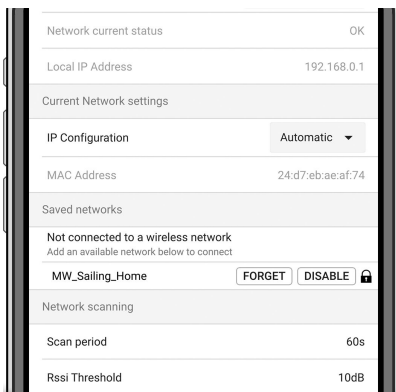 Network current status OK
Local IP Address 192.168.0.1
Current Network settings
IP Configuration Automatic
MAC Address 24:d7:eb:ae:af:74
Saved networks
Not connected to a wireless network
Add an available network below to connect
MW_Sailing_Home FORGET DISABLE
Network scanning
Scan period 60s
Rssi Threshold 10dB